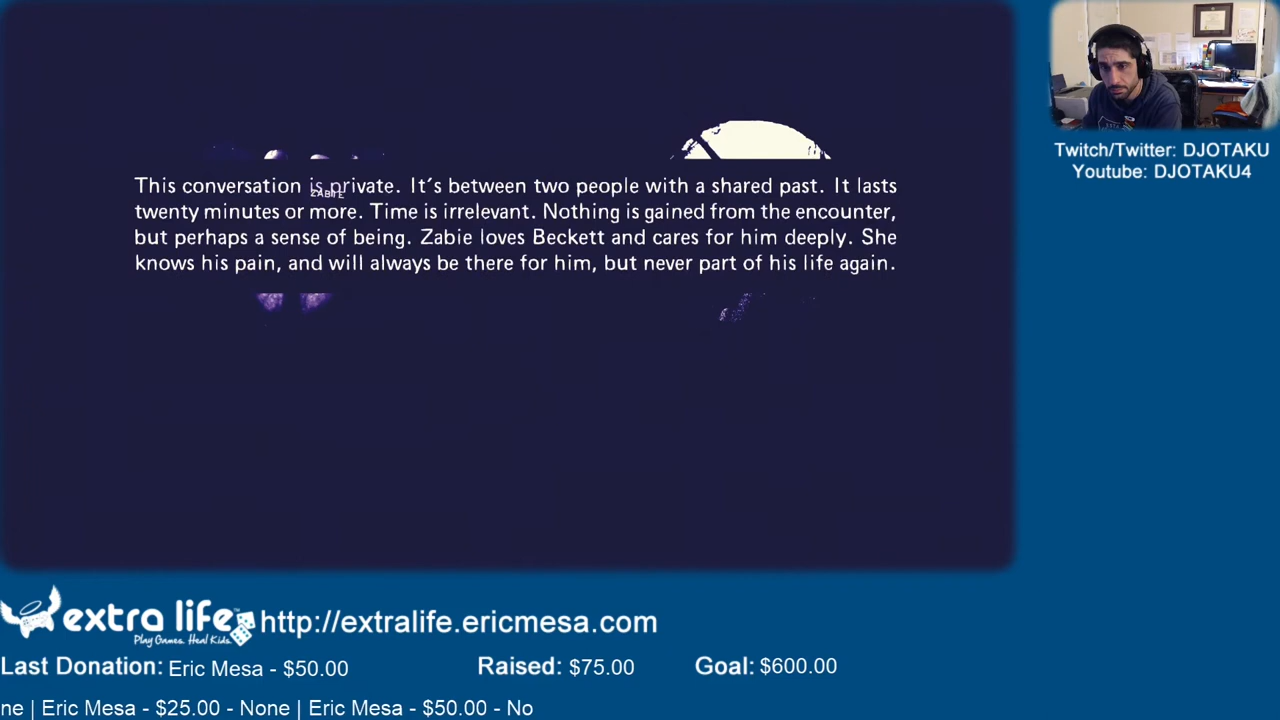 This conversation is private. It's between two people with a shared past. It lasts
twenty minutes or more. Time is irrelevant. Nothing is gained from the encounter,
but perhaps a sense of being. Zabie loves Beckett and cares for him deeply. She
knows his pain, and will always be there for him, but never part of his life again.
ZABIE
Twitch/Twitter: DJOTAKU
Youtube: DJOTAKU4
extra life
Play Games. Heal Kids.
http://extralife.ericmesa.com
Last Donation: Eric Mesa - $50.00
Raised: $75.00
Goal: $600.00
ne | Eric Mesa - $25.00 - None | Eric Mesa - $50.00 - No